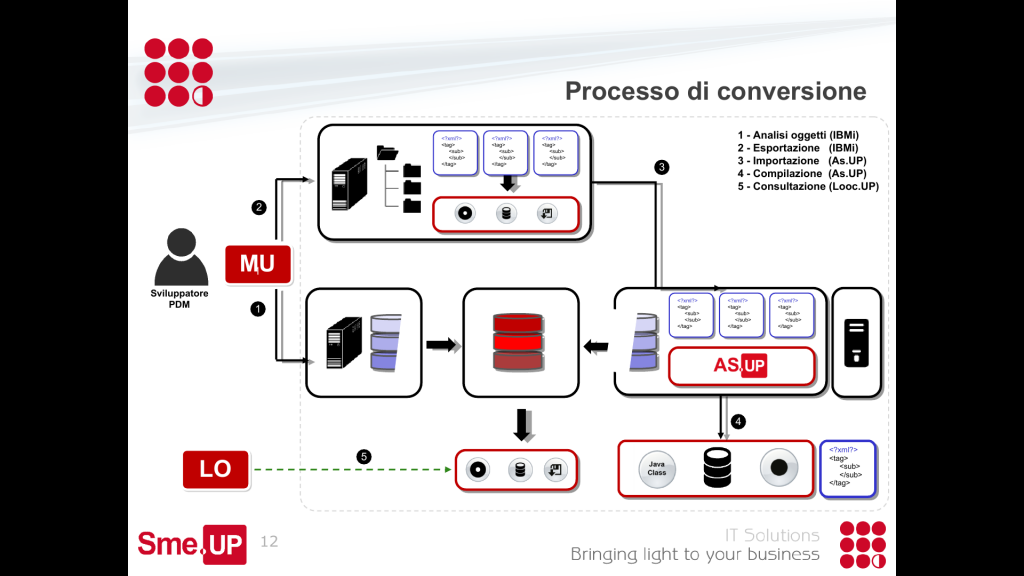 Processo di conversione
1 - Analisi oggetti (IBMi)
2 - Esportazione (IBMi)
3 - Importazione (As.UP)
4 - Compilazione (As.UP)
5 - Consultazione (Looc.UP)
<?xml?>
<tag>
<sub>
</sub>
</tag>
<?xml?>
<tag>
<sub>
</sub>
</tag>
<?xml?>
<tag>
<sub>
</sub>
</tag>
3
2
MU
Sviluppatore
PDM
1
<?xml?>
<tag>
<sub>
</sub>
</tag>
<?xml?>
<tag>
<sub>
</sub>
</tag>
<?xml?>
<tag>
<sub>
</sub>
</tag>
AS.UP
4
LO
5
Java
Class
<?xml?>
<tag>
<sub>
</sub>
</tag>
Sme.UP
12
IT Solutions
Bringing light to your business